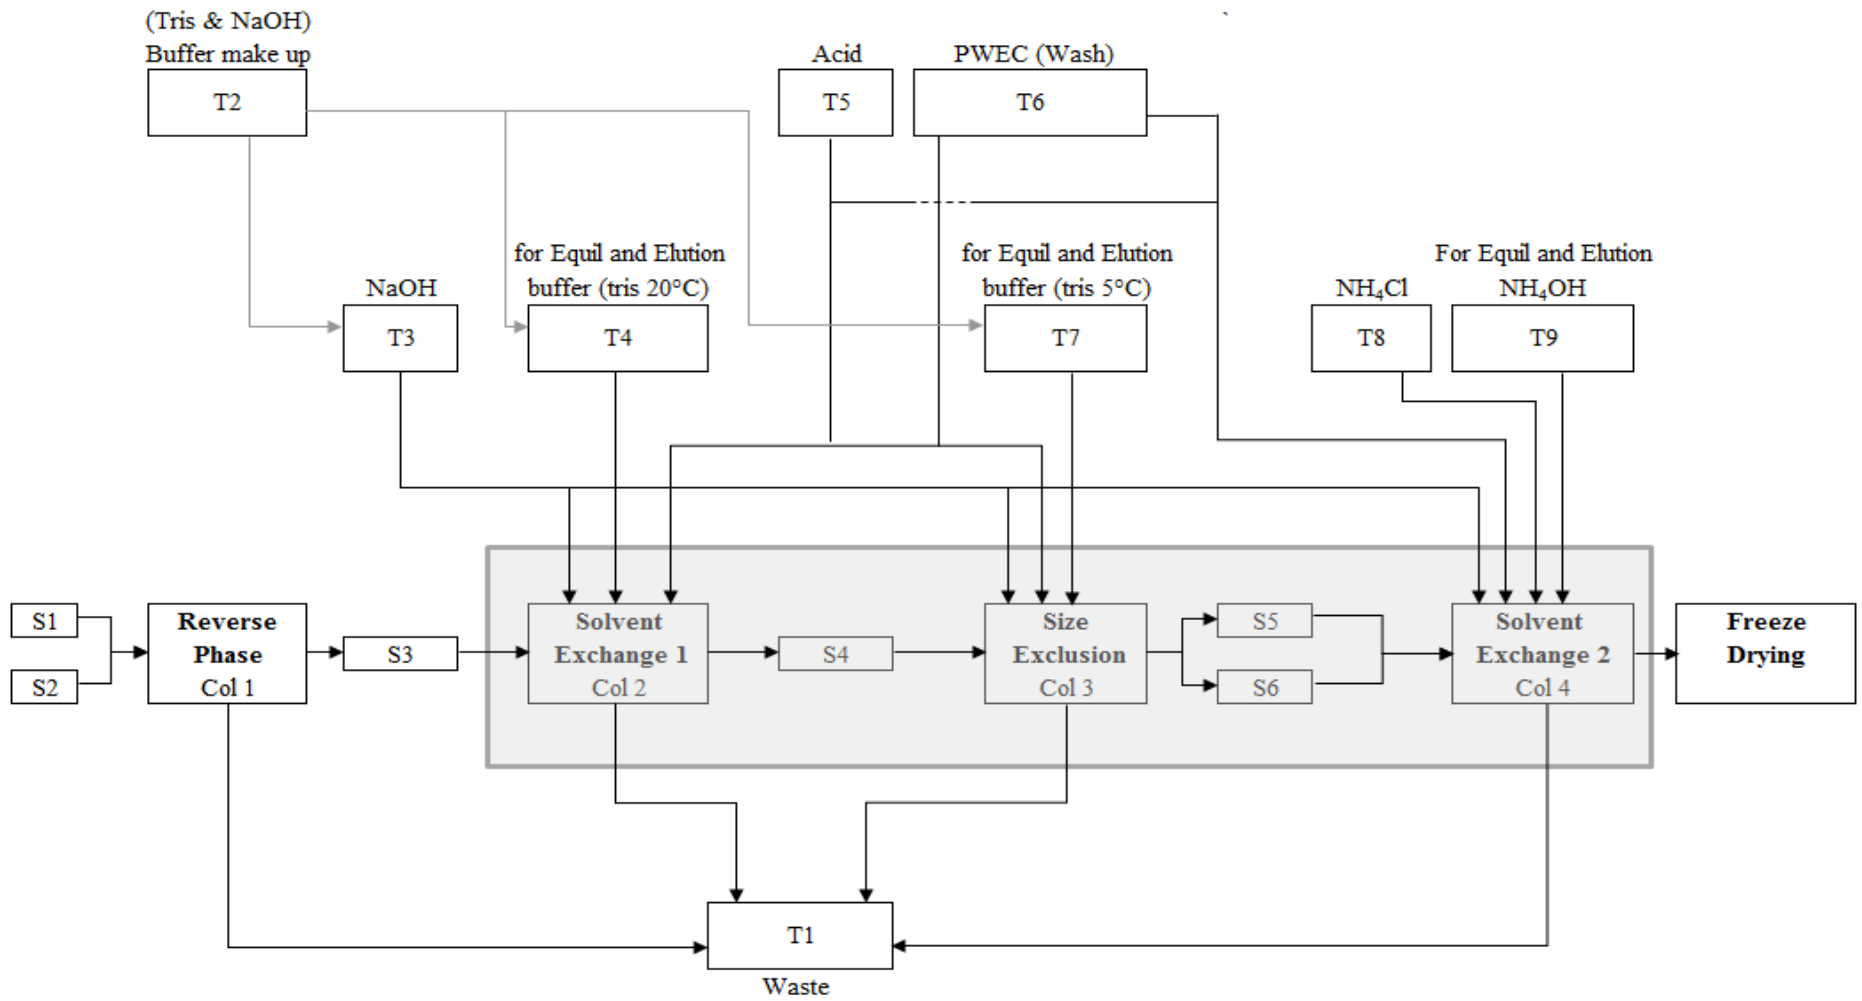 (Tris & NaOH)
Buffer make up
T2
Acid
T5
PWEC (Wash)
T6
`
NaOH
T3
for Equil and Elution
buffer (tris 20°C)
T4
for Equil and Elution
buffer (tris 5°C)
T7
NH₄Cl
T8
For Equil and Elution
NH₄OH
T9
S1
S2
Reverse
Phase
Col 1
S3
Solvent
Exchange 1
Col 2
S4
Size
Exclusion
Col 3
S5
S6
Solvent
Exchange 2
Col 4
Freeze
Drying
T1
Waste